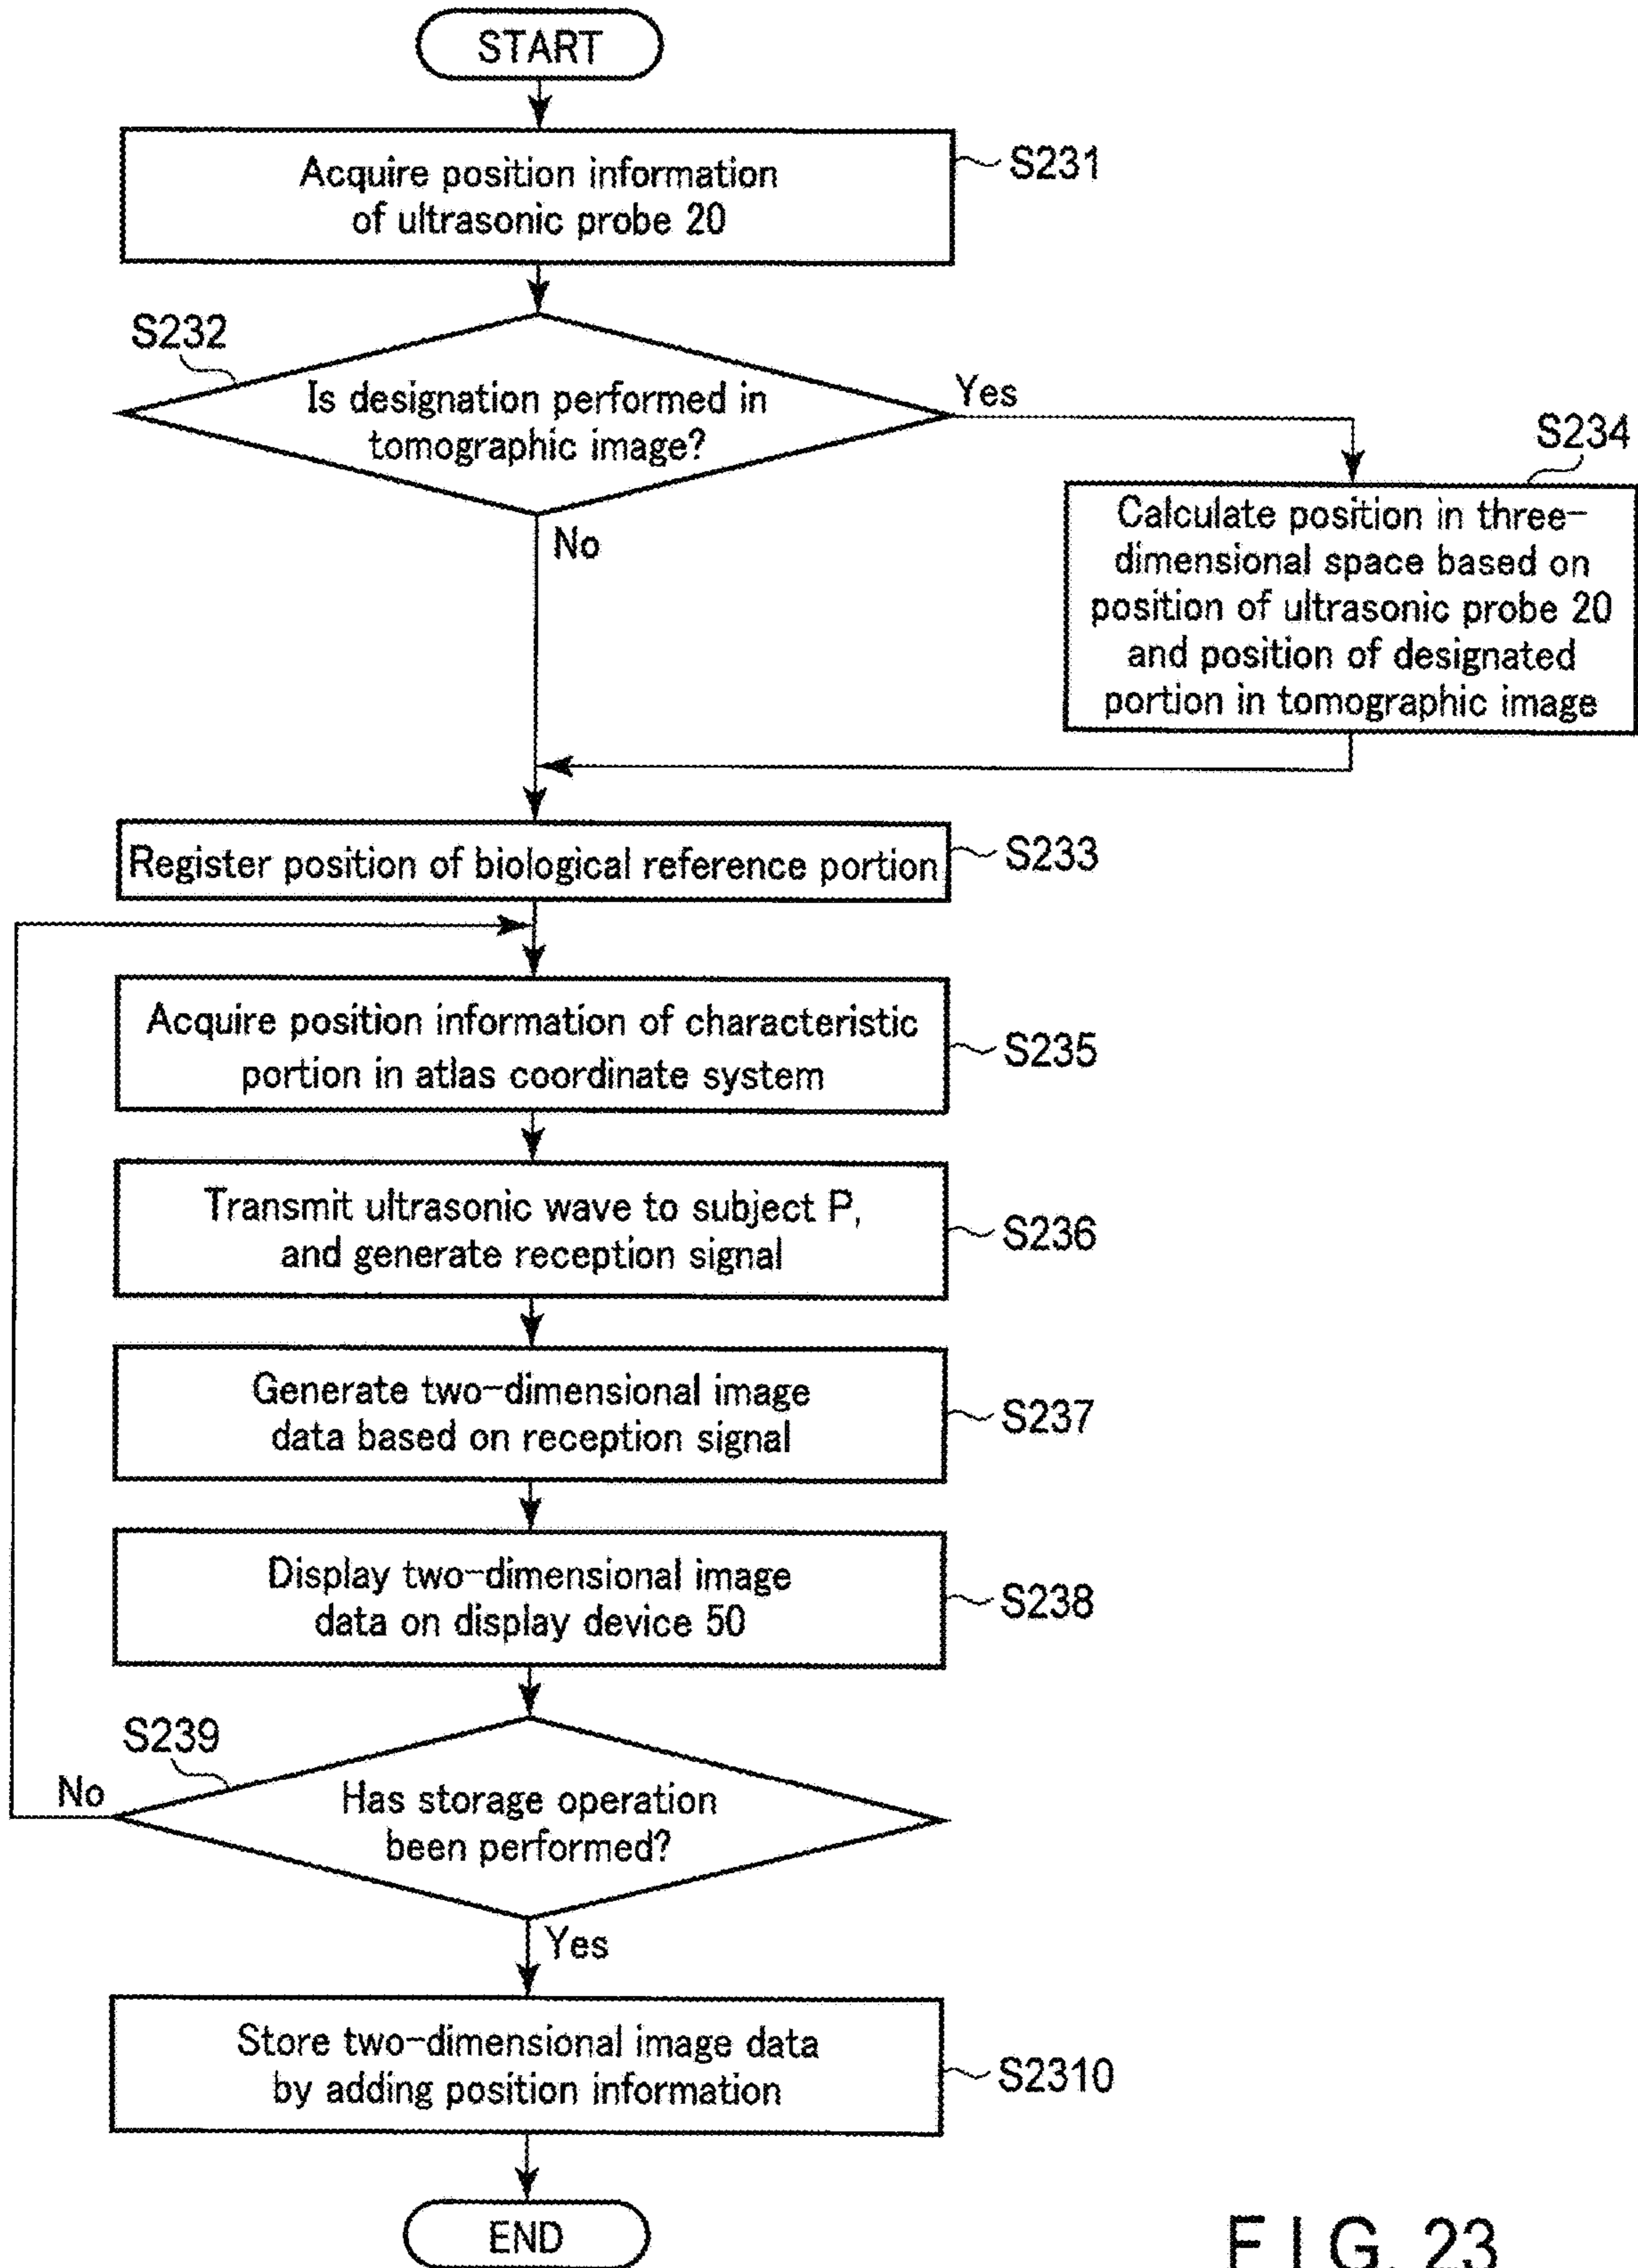 START
Acquire position information
of ultrasonic probe 20
S231
S232
Is designation performed in
tomographic image?
Yes
No
S234
Calculate position in three-
dimensional space based on
position of ultrasonic probe 20
and position of designated
portion in tomographic image
Register position of biological reference portion
S233
Acquire position information of characteristic
portion in atlas coordinate system
S235
Transmit ultrasonic wave to subject P,
and generate reception signal
S236
Generate two-dimensional image
data based on reception signal
S237
Display two-dimensional image
data on display device 50
S238
S239
No
Has storage operation
been performed?
Yes
Store two-dimensional image data
by adding position information
S2310
END
FIG. 23